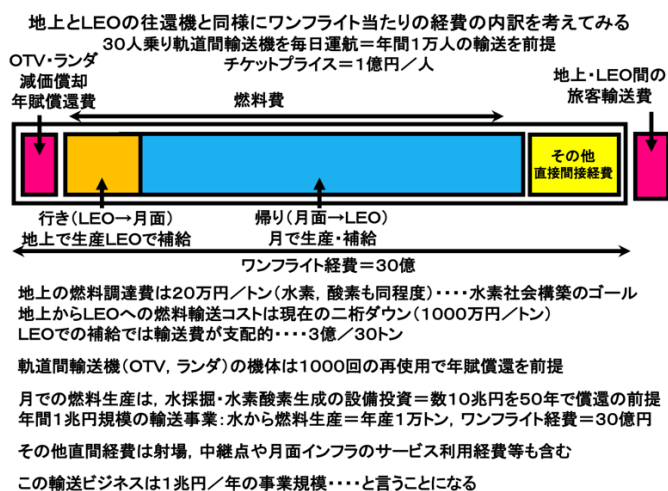 地上とLEOの往還機と同様にワンフライト当たりの経費の内訳を考えてみる
30人乗り軌道間輸送機を毎日運航＝年間1万人の輸送を前提
チケットプライス＝1億円／人
OTV・ランダ
減価償却
年賦償還費
燃料費
地上・LEO間の
旅客輸送費
その他
直接間接経費
行き(LEO→月面)
地上で生産LEOで補給
帰り(月面→LEO)
月で生産・補給
ワンフライト経費＝30億
地上の燃料調達費は20万円／トン(水素，酸素も同程度)････水素社会構築のゴール
地上からLEOへの燃料輸送コストは現在の二桁ダウン(1000万円／トン)
LEOでの補給では輸送費が支配的････3億／30トン
軌道間輸送機(OTV，ランダ)の機体は1000回の再使用で年賦償還を前提
月での燃料生産は，水採掘・水素酸素生成の設備投資＝数10兆円を50年で償還の前提
年間1兆円規模の輸送事業：水から燃料生産＝年産1万トン，ワンフライト経費＝30億円
その他直間経費は射場，中継点や月面インフラのサービス利用経費等も含む
この輸送ビジネスは1兆円／年の事業規模････と言うことになる